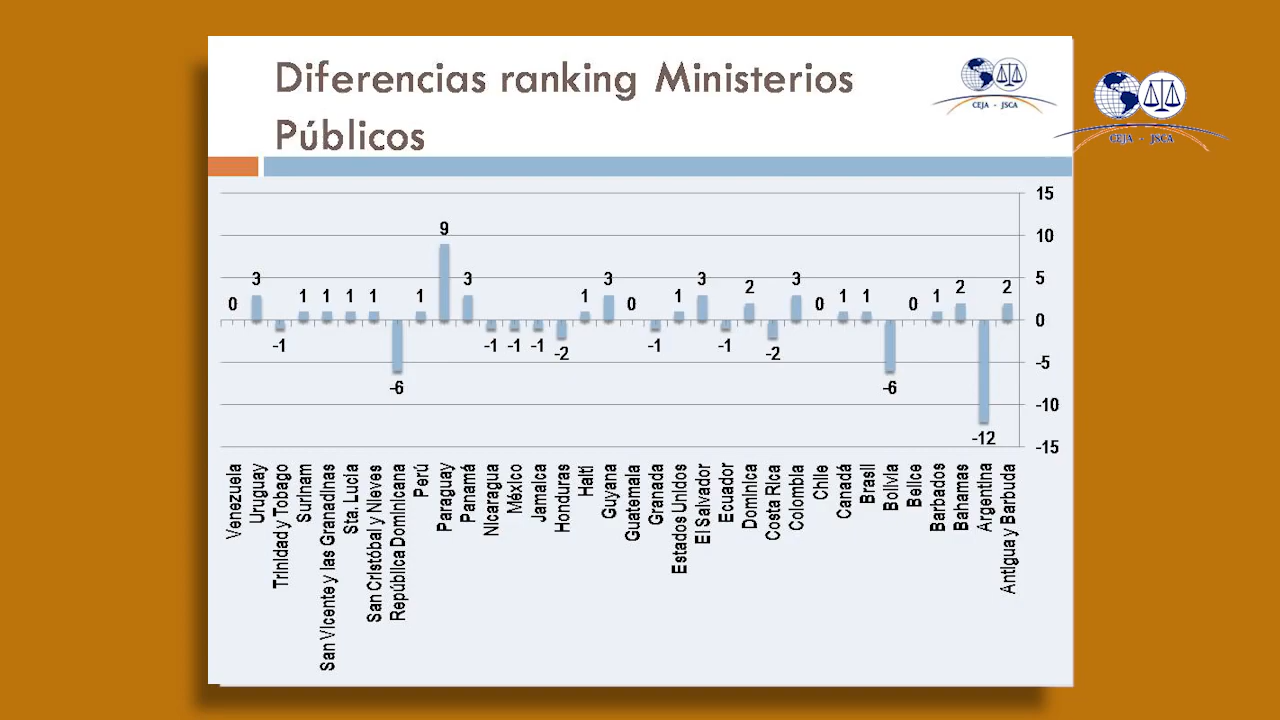 Diferencias ranking Ministerios
Públicos
CEJA - JSCA
CEJA - JSCA
15
10
5
0
-5
-10
-15
0
3
-1
1
1
1
1
-6
1
9
3
-1
-1
-1
-2
1
3
0
-1
1
3
-1
2
-2
3
0
1
1
-6
0
1
2
-12
2
Venezuela
Uruguay
Trinidad y Tobago
Surinam
San Vicente y las Granadinas
Sta. Lucia
San Cristóbal y Nieves
República Dominicana
Perú
Paraguay
Panamá
Nicaragua
México
Jamaica
Honduras
Haiti
Guyana
Guatemala
Granada
Estados Unidos
El Salvador
Ecuador
Dominica
Costa Rica
Colombia
Chile
Canadá
Brasil
Bolivia
Belice
Barbados
Bahamas
Argentina
Antigua y Barbuda